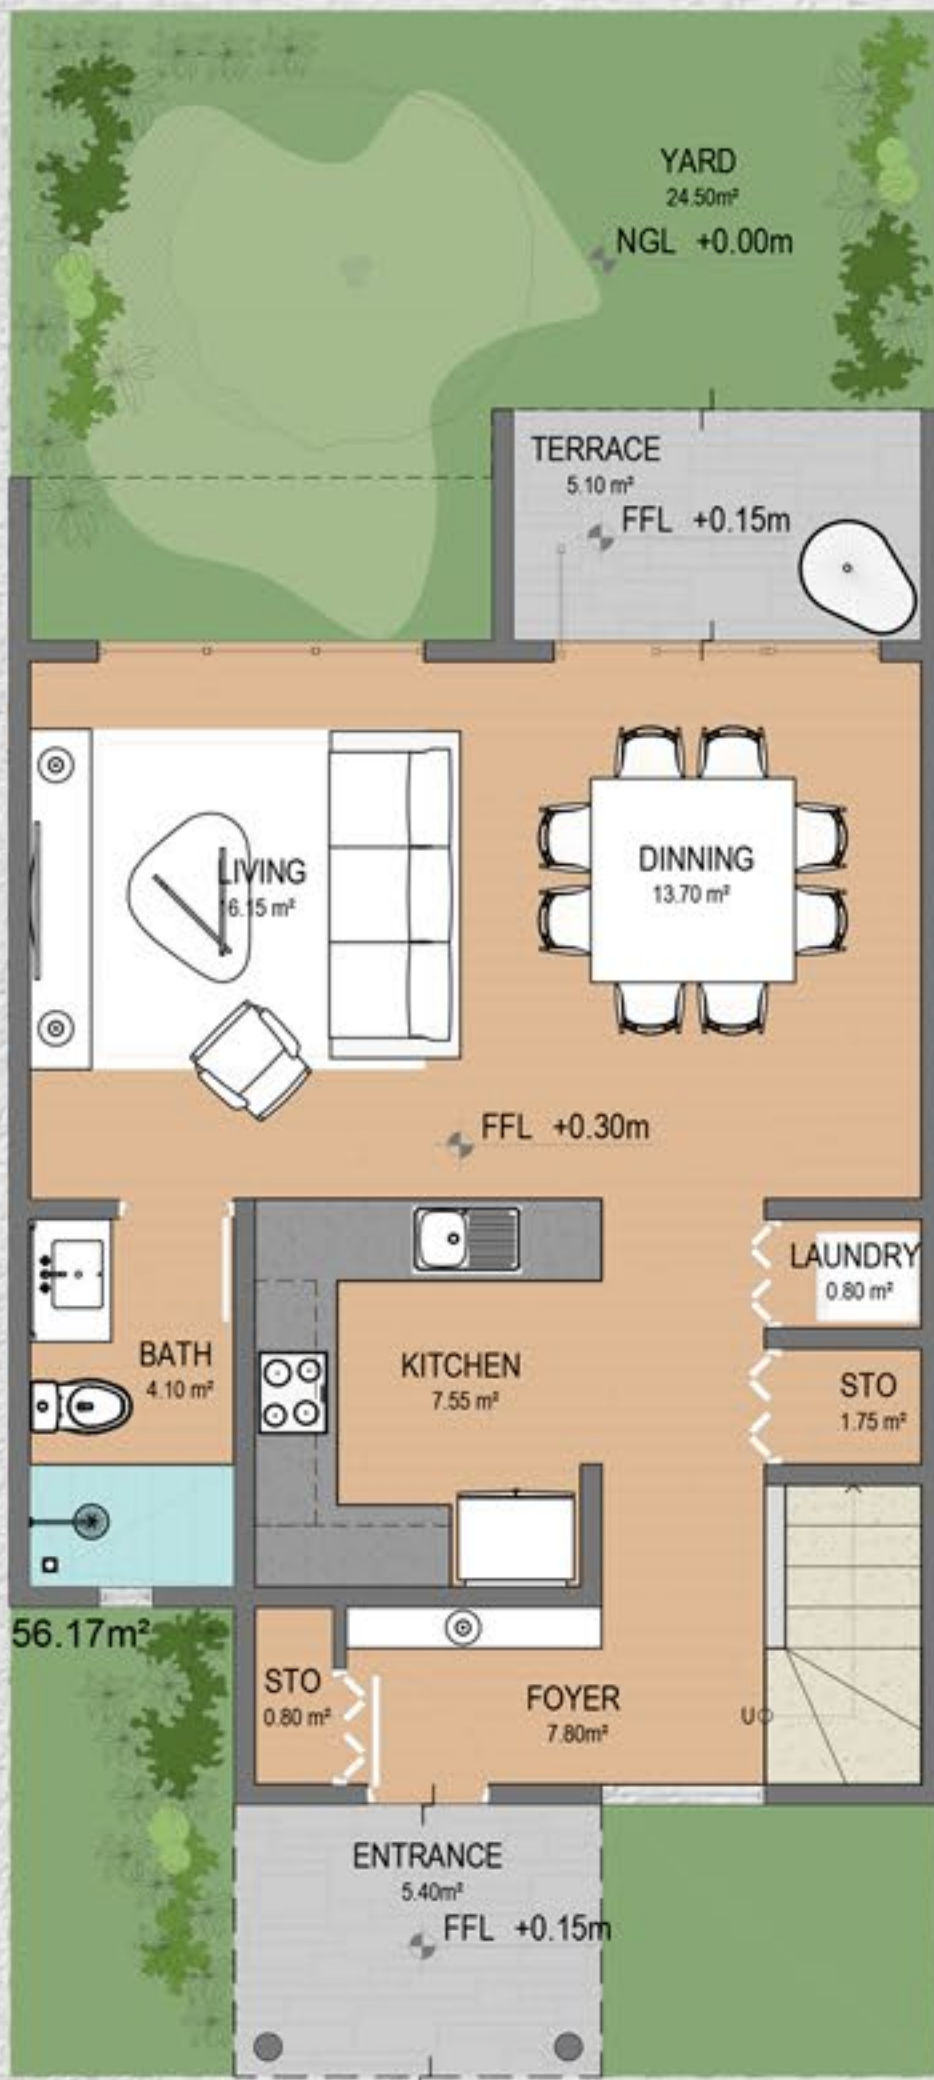 YARD
24.50m²
NGL +0.00m
TERRACE
5.10 m²
FFL +0.15m
LIVING
16.15 m²
DINNING
13.70 m²
FFL +0.30m
LAUNDRY
0.80 m²
BATH
4.10 m²
KITCHEN
7.55 m²
STO
1.75 m²
56.17m²
STO
0.80 m²
FOYER
7.80m²
U
ENTRANCE
5.40m²
FFL +0.15m